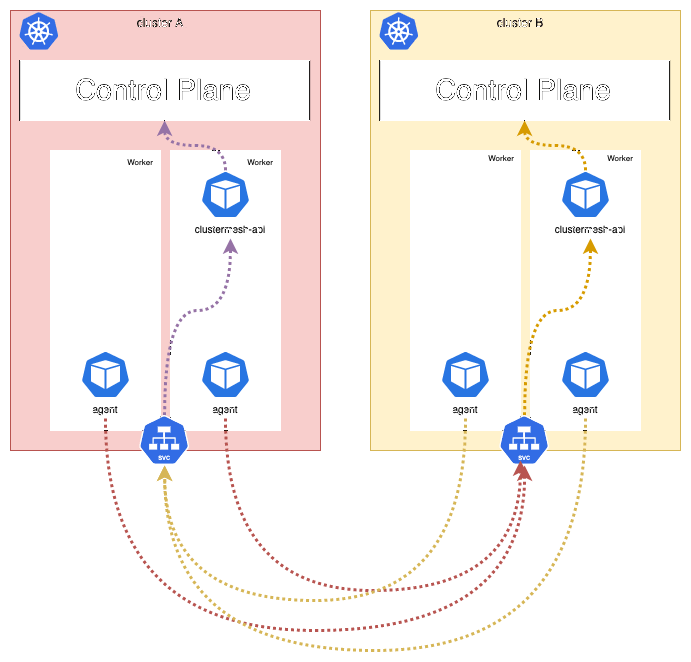 cluster A
Control Plane
Worker
Worker
clustermesh-api
agent
agent
svc
cluster B
Control Plane
Worker
Worker
clustermesh-api
agent
agent
svc